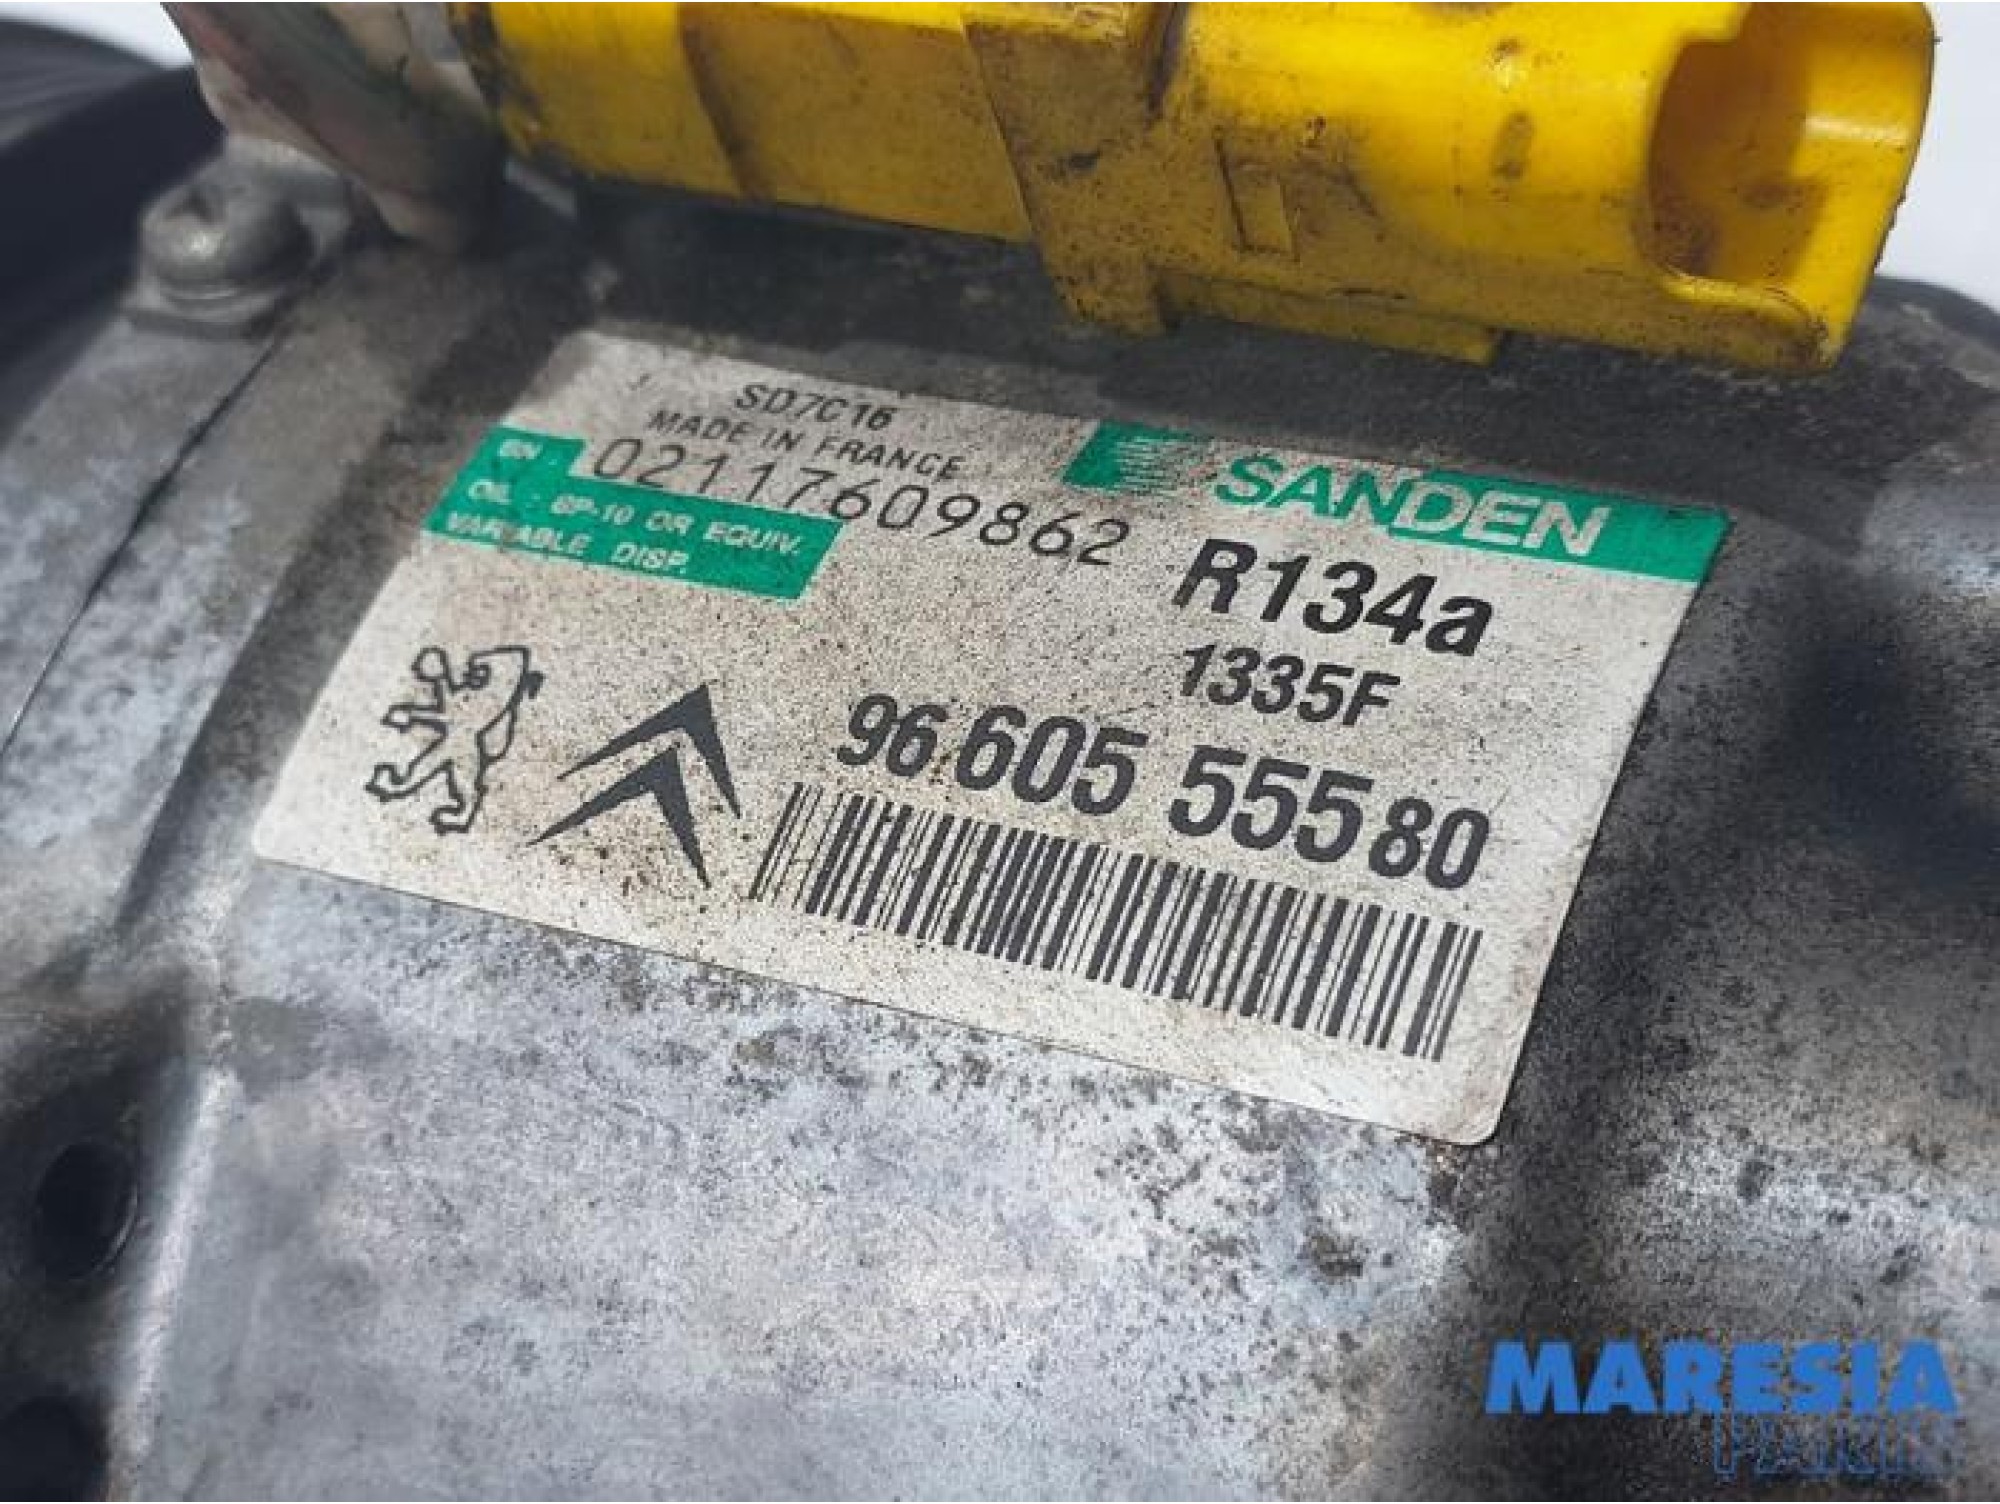 SD7C16
MADE IN FRANCE
SN 02117609862
OIL : SP-10 OR EQUIV.
VARIABLE DISP.
SANDEN
R134a
1335F
96 605 555 80
MARESIA
PARTS